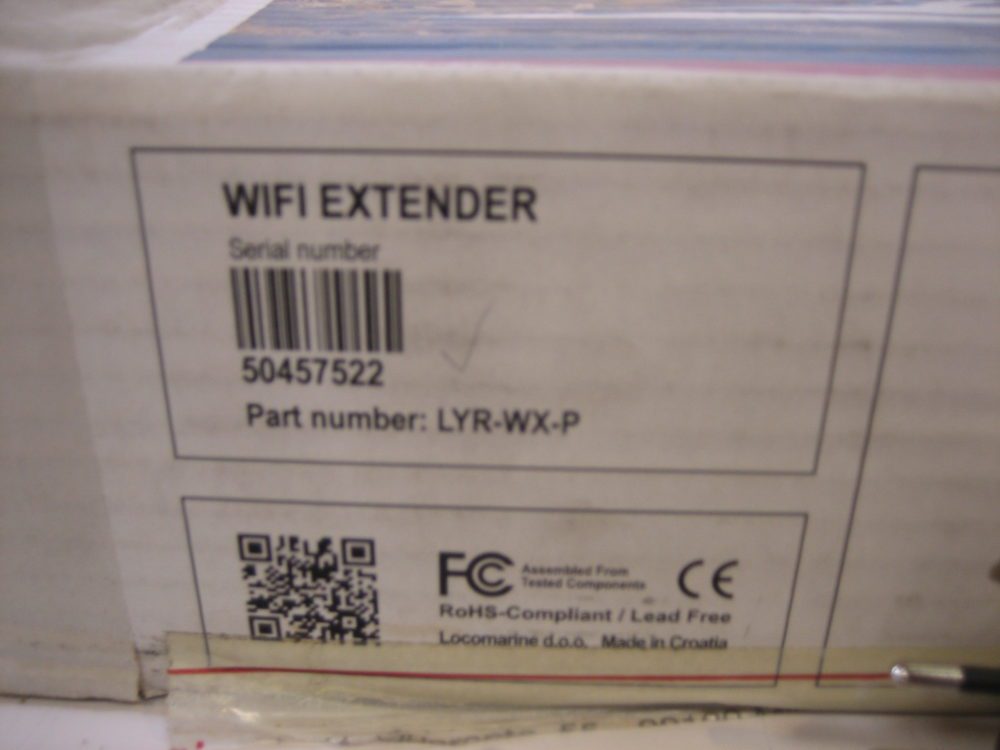 WIFI EXTENDER
Serial number
50457522
Part number: LYR-WX-P
FC Assembled From
Tested Components
CE
RoHS-Compliant / Lead Free
Locomarine d.o.o. Made in Croatia